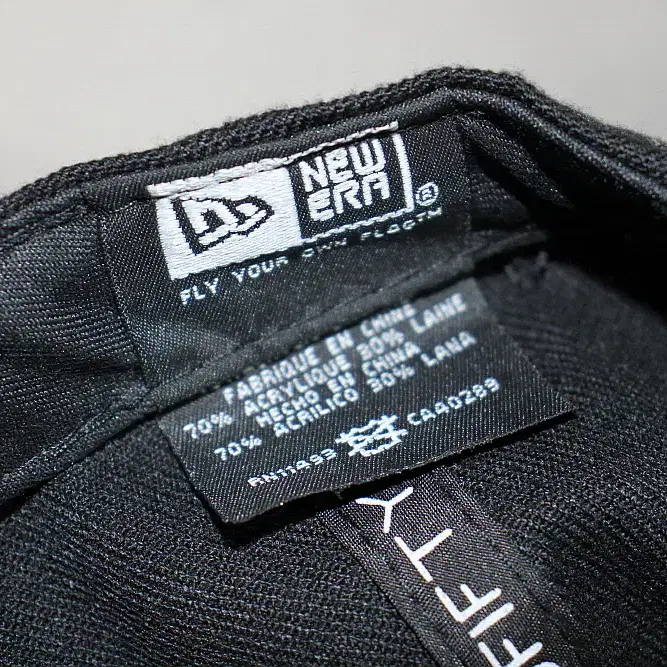 NEW
ERA®
FLY YOUR OWN FLAG™
FABRIQUE EN CHINE
70% ACRYLIQUE 30% LAINE
HECHO EN CHINA
70% ACRILICO 30% LANA
RN11493 CA40289
FIFTY